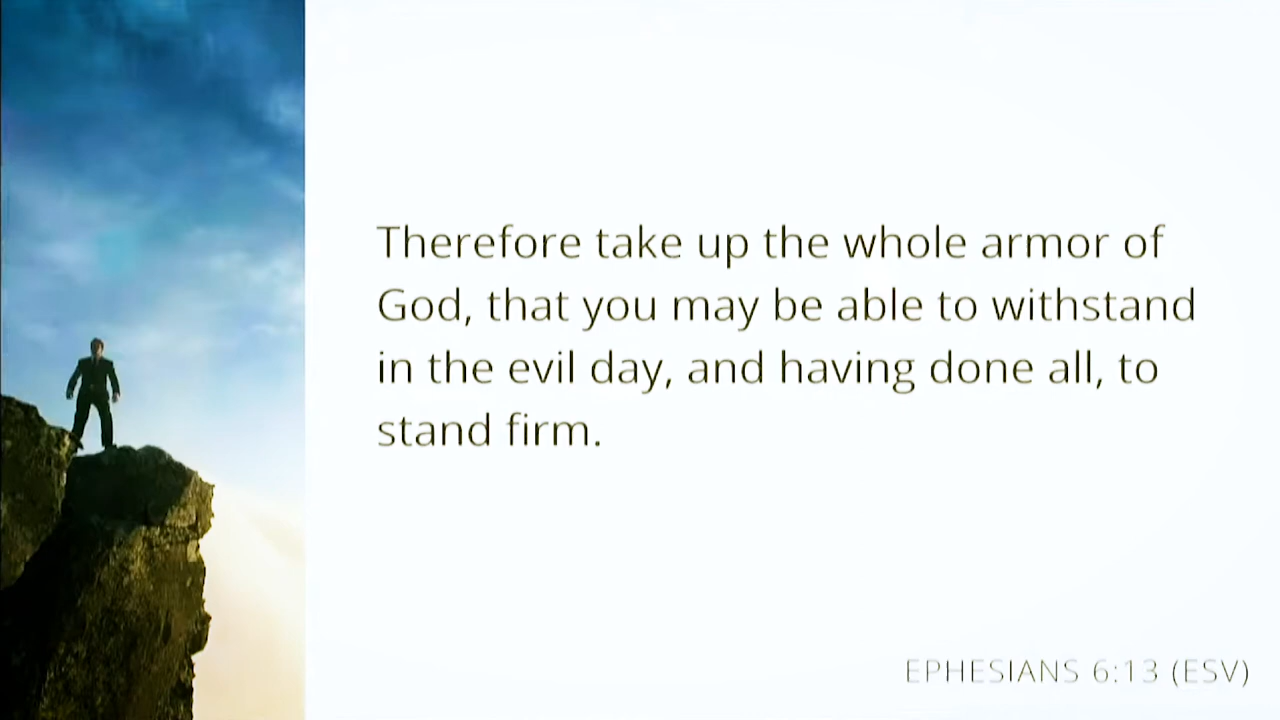 Therefore take up the whole armor of
God, that you may be able to withstand
in the evil day, and having done all, to
stand firm.
EPHESIANS 6:13 (ESV)